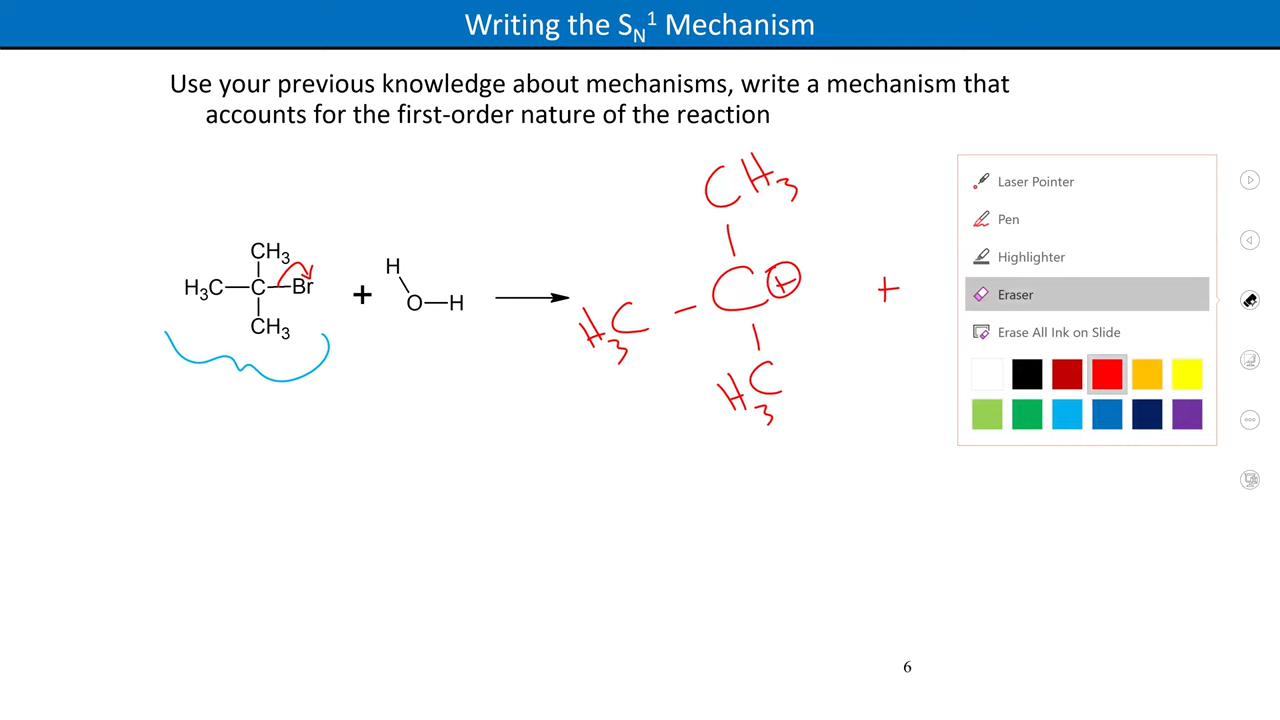 Writing the S_N^1 Mechanism
Use your previous knowledge about mechanisms, write a mechanism that
accounts for the first-order nature of the reaction
CH3
H3C C Br
CH3
+
H
O H
CH3
H3C C +
H3C
+
Laser Pointer
Pen
Highlighter
Eraser
Erase All Ink on Slide
6